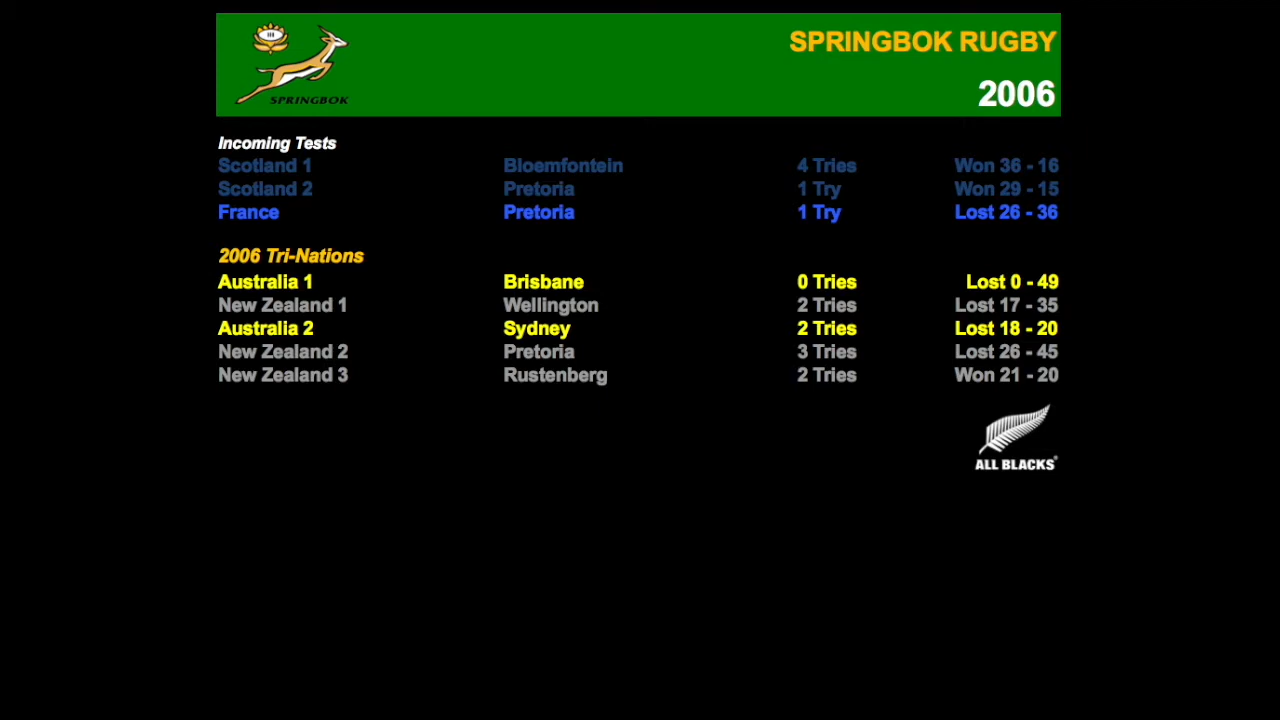 SPRINGBOK RUGBY
2006
SPRINGBOK
Incoming Tests
Scotland 1 Bloemfontein 4 Tries Won 36 - 16
Scotland 2 Pretoria 1 Try Won 29 - 15
France Pretoria 1 Try Lost 26 - 36
2006 Tri-Nations
Australia 1 Brisbane 0 Tries Lost 0 - 49
New Zealand 1 Wellington 2 Tries Lost 17 - 35
Australia 2 Sydney 2 Tries Lost 18 - 20
New Zealand 2 Pretoria 3 Tries Lost 26 - 45
New Zealand 3 Rustenberg 2 Tries Won 21 - 20
ALL BLACKS®